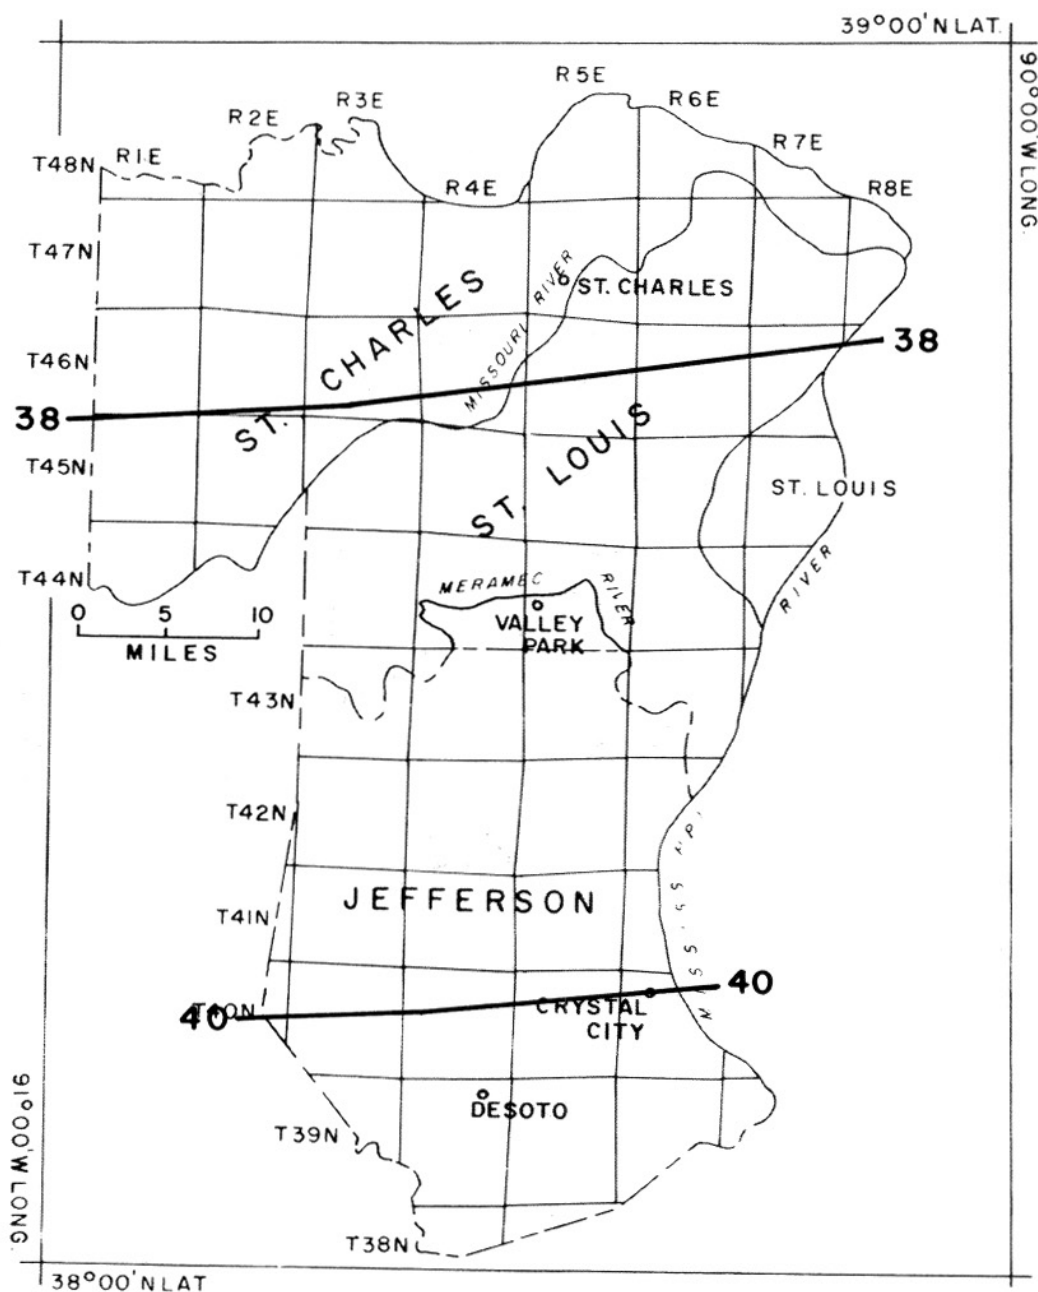 39°00'N LAT.
90°00'W LONG.
R5E
R6E
R3E
R2E
R7E
R1E
T48N
R4E
R8E
T47N
MISSOURI RIVER
ST. CHARLES
ST. CHARLES
38
T46N
38
ST. LOUIS
T45N
ST. LOUIS
RIVER
T44N
MERAMEC RIVER
0 5 10
MILES
VALLEY
PARK
T43N
T42N
JEFFERSON
T41N
40
T40N
40
CRYSTAL
CITY
DESOTO
T39N
91°00'W LONG.
T38N
38°00'N LAT